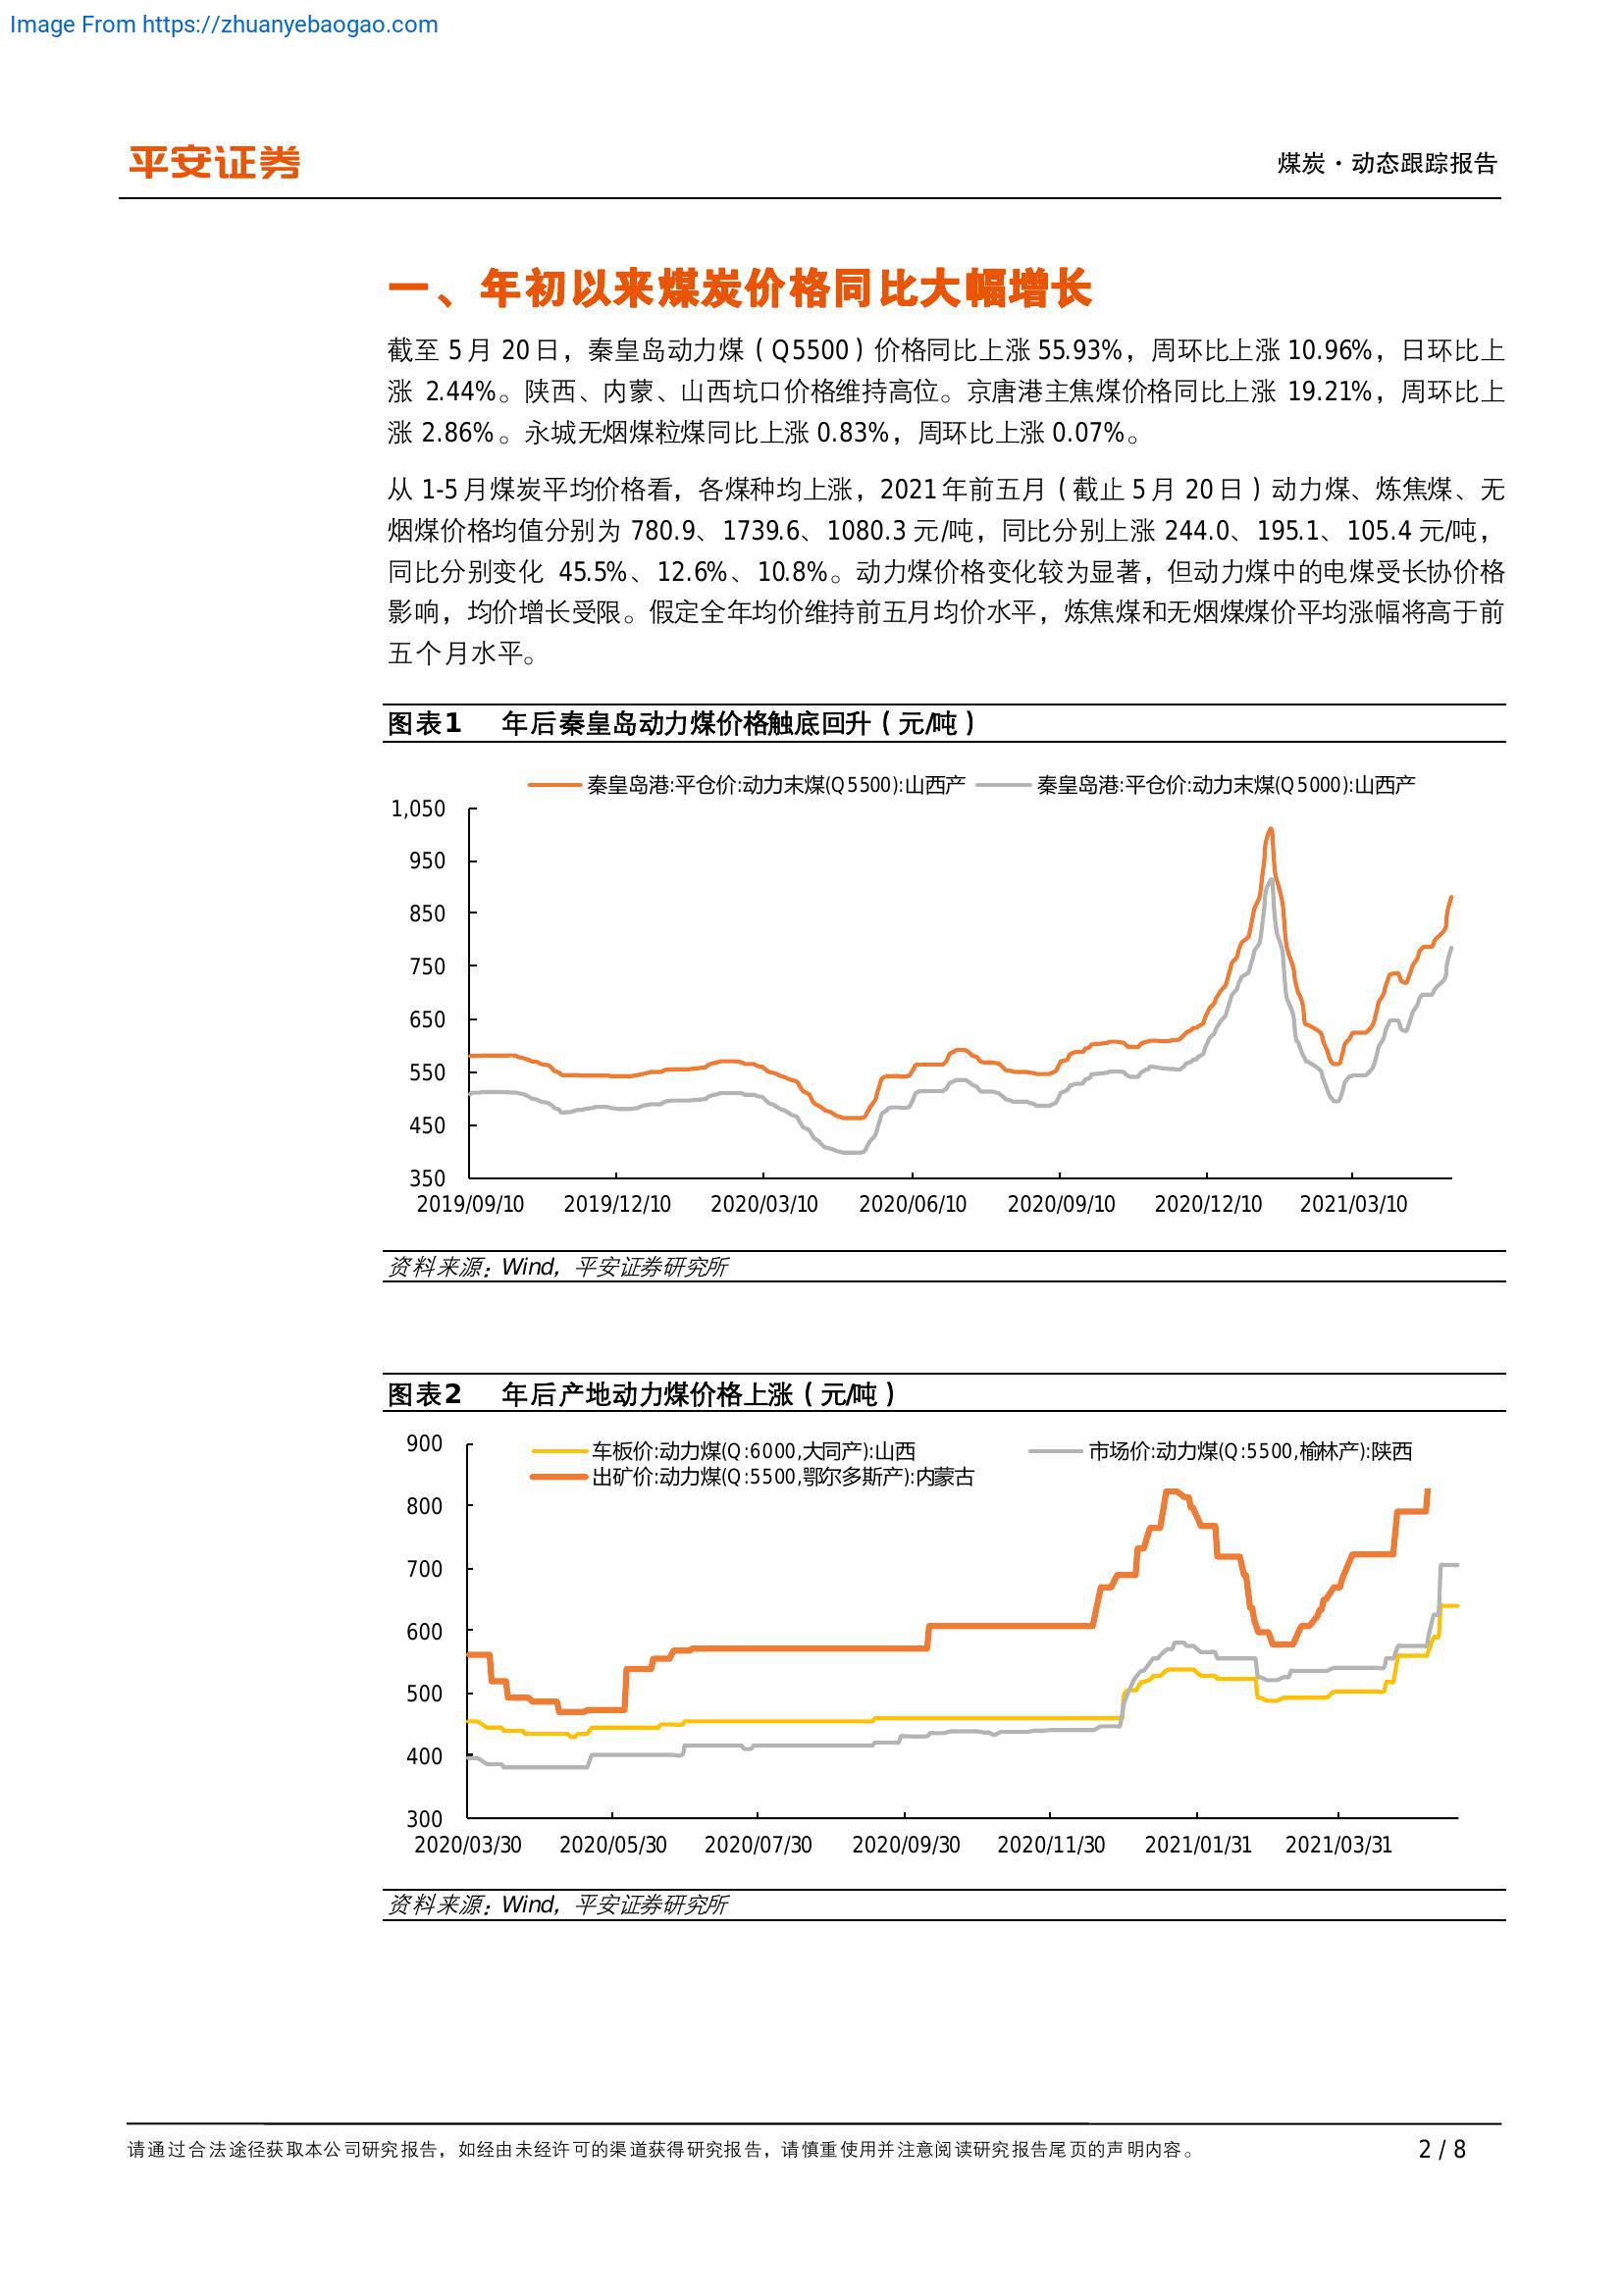 Image From https://zhuanyebaogao.com
平安证券
煤炭·动态跟踪报告
一、年初以来煤炭价格同比大幅增长
截至 5 月 20 日，秦皇岛动力煤（Q5500）价格同比上涨 55.93%，周环比上涨 10.96%，日环比上
涨 2.44%。陕西、内蒙、山西坑口价格维持高位。京唐港主焦煤价格同比上涨 19.21%，周环比上
涨 2.86%。永城无烟煤粒煤同比上涨 0.83%，周环比上涨 0.07%。
从 1-5 月煤炭平均价格看，各煤种均上涨，2021 年前五月（截止 5 月 20 日）动力煤、炼焦煤、无
烟煤价格均值分别为 780.9、1739.6、1080.3 元/吨，同比分别上涨 244.0、195.1、105.4 元/吨，
同比分别变化 45.5%、12.6%、10.8%。动力煤价格变化较为显著，但动力煤中的电煤受长协价格
影响，均价增长受限。假定全年均价维持前五月均价水平，炼焦煤和无烟煤煤价平均涨幅将高于前
五个月水平。
图表1 年后秦皇岛动力煤价格触底回升（元/吨）
秦皇岛港:平仓价:动力末煤(Q5500):山西产 秦皇岛港:平仓价:动力末煤(Q5000):山西产
1,050
950
850
750
650
550
450
350
2019/09/10 2019/12/10 2020/03/10 2020/06/10 2020/09/10 2020/12/10 2021/03/10
资料来源：Wind，平安证券研究所
图表2 年后产地动力煤价格上涨（元/吨）
车板价:动力煤(Q:6000,大同产):山西 市场价:动力煤(Q:5500,榆林产):陕西
出矿价:动力煤(Q:5500,鄂尔多斯产):内蒙古
900
800
700
600
500
400
300
2020/03/30 2020/05/30 2020/07/30 2020/09/30 2020/11/30 2021/01/31 2021/03/31
资料来源：Wind，平安证券研究所
请通过合法途径获取本公司研究报告，如经由未经许可的渠道获得研究报告，请慎重使用并注意阅读研究报告尾页的声明内容。 2 / 8